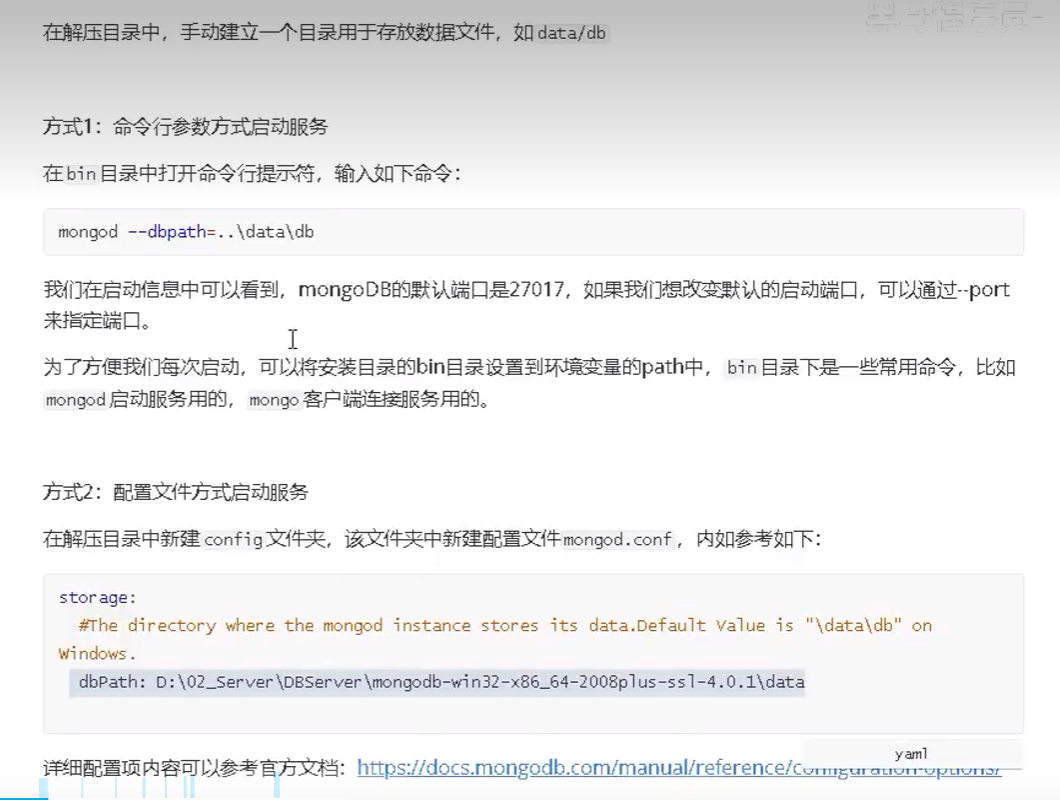 在解压目录中，手动建立一个目录用于存放数据文件，如data/db
方式1：命令行参数方式启动服务
在bin目录中打开命令行提示符，输入如下命令：
mongod --dbpath=..\data\db
我们在启动信息中可以看到，mongoDB的默认端口是27017，如果我们想改变默认的启动端口，可以通过--port
来指定端口。
为了方便我们每次启动，可以将安装目录的bin目录设置到环境变量的path中，bin目录下是一些常用命令，比如
mongod启动服务用的，mongo客户端连接服务用的。
方式2：配置文件方式启动服务
在解压目录中新建config文件夹，该文件夹中新建配置文件mongod.conf，内如参考如下：
storage:
#The directory where the mongod instance stores its data.Default Value is "\data\db" on
Windows.
dbPath: D:\02_Server\DBServer\mongodb-win32-x86_64-2008plus-ssl-4.0.1\data
yaml
详细配置项内容可以参考官方文档：https://docs.mongodb.com/manual/reference/configuration-options/